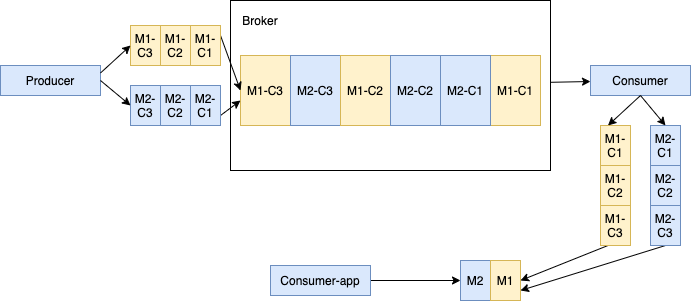 Broker
M1-
C3
M1-
C2
M1-
C1
Producer
M2-
C3
M2-
C2
M2-
C1
M1-C3
M2-C3
M1-C2
M2-C2
M2-C1
M1-C1
Consumer
M1-
C1
M1-
C2
M1-
C3
M2-
C1
M2-
C2
M2-
C3
Consumer-app
M2
M1